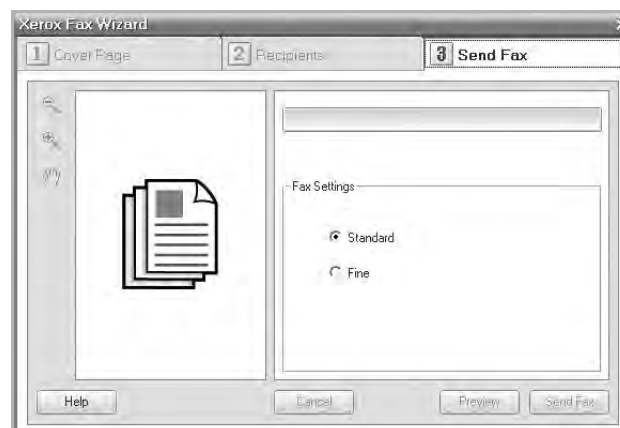 Xerox Fax Wizard
1 Cover Page 2 Recipients 3 Send Fax
Fax Settings
Standard
Fine
Help Cancel Preview Send Fax